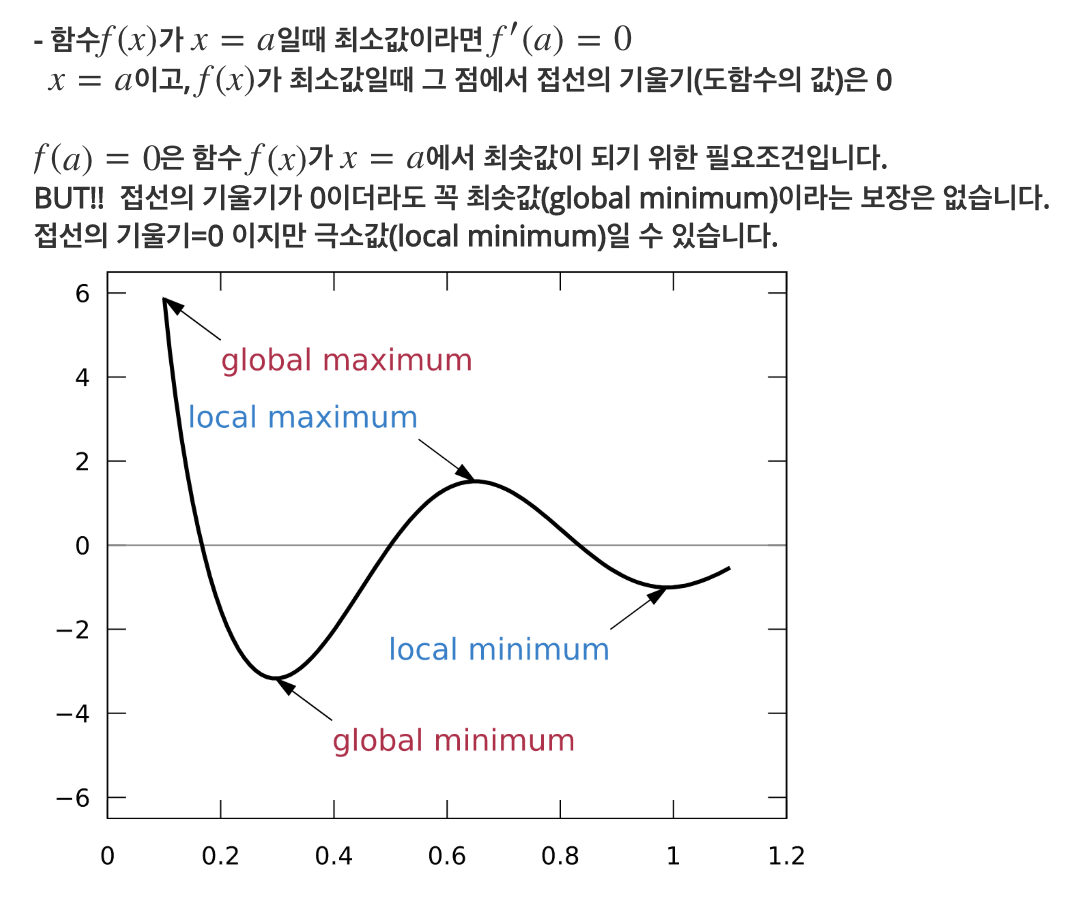 - 함수f(x)가 x = a일때 최소값이라면 f′(a) = 0
x = a이고, f(x)가 최소값일때 그 점에서 접선의 기울기(도함수의 값)은 0
f(a) = 0은 함수 f(x)가 x = a에서 최솟값이 되기 위한 필요조건입니다.
BUT!! 접선의 기울기가 0이더라도 꼭 최솟값(global minimum)이라는 보장은 없습니다.
접선의 기울기=0 이지만 극소값(local minimum)일 수 있습니다.
6
global maximum
4
local maximum
2
0
−2
local minimum
−4
global minimum
−6
0 0.2 0.4 0.6 0.8 1 1.2